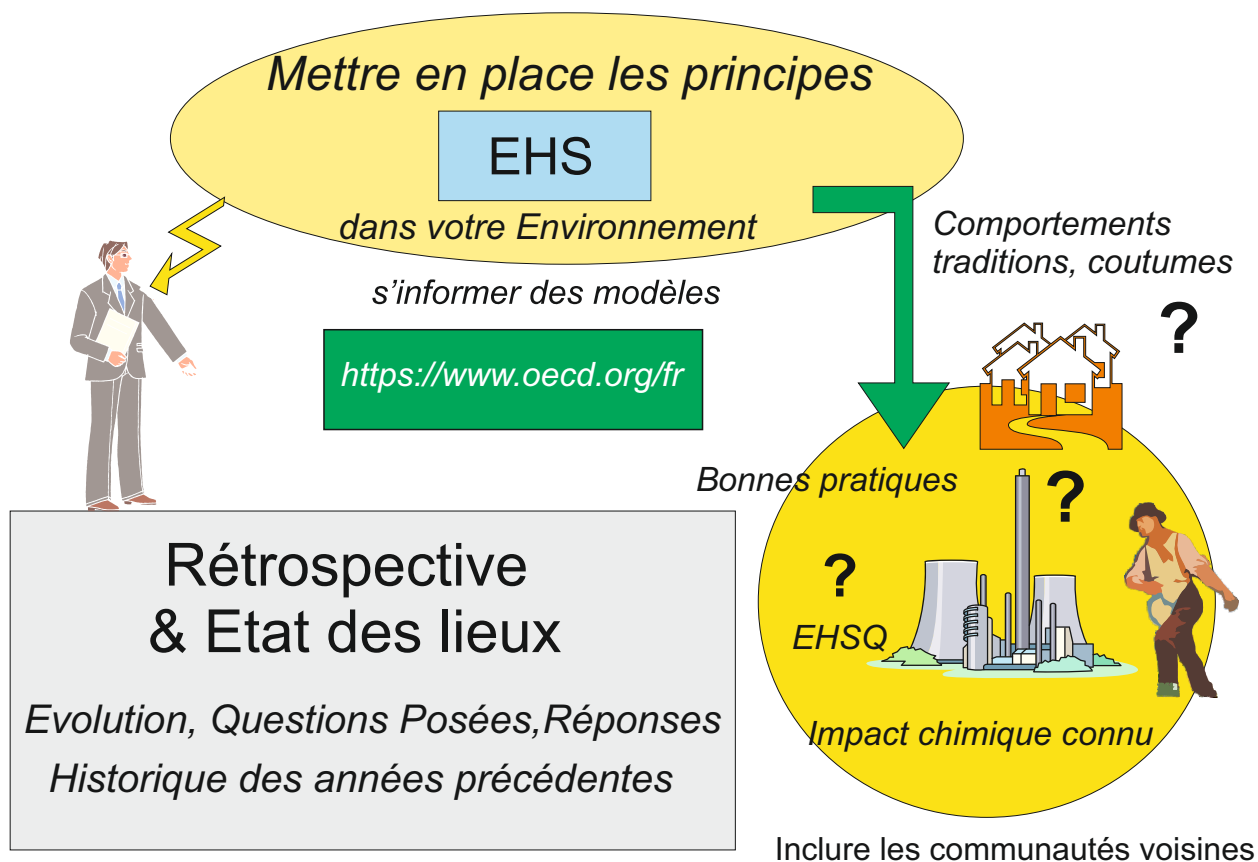 Mettre en place les principes
EHS
dans votre Environnement
s'informer des modèles
https://www.oecd.org/fr
Comportements
traditions, coutumes
?
Bonnes pratiques
?
?
EHSQ
Impact chimique connu
Inclure les communautés voisines
Rétrospective
& Etat des lieux
Evolution, Questions Posées,Réponses
Historique des années précédentes